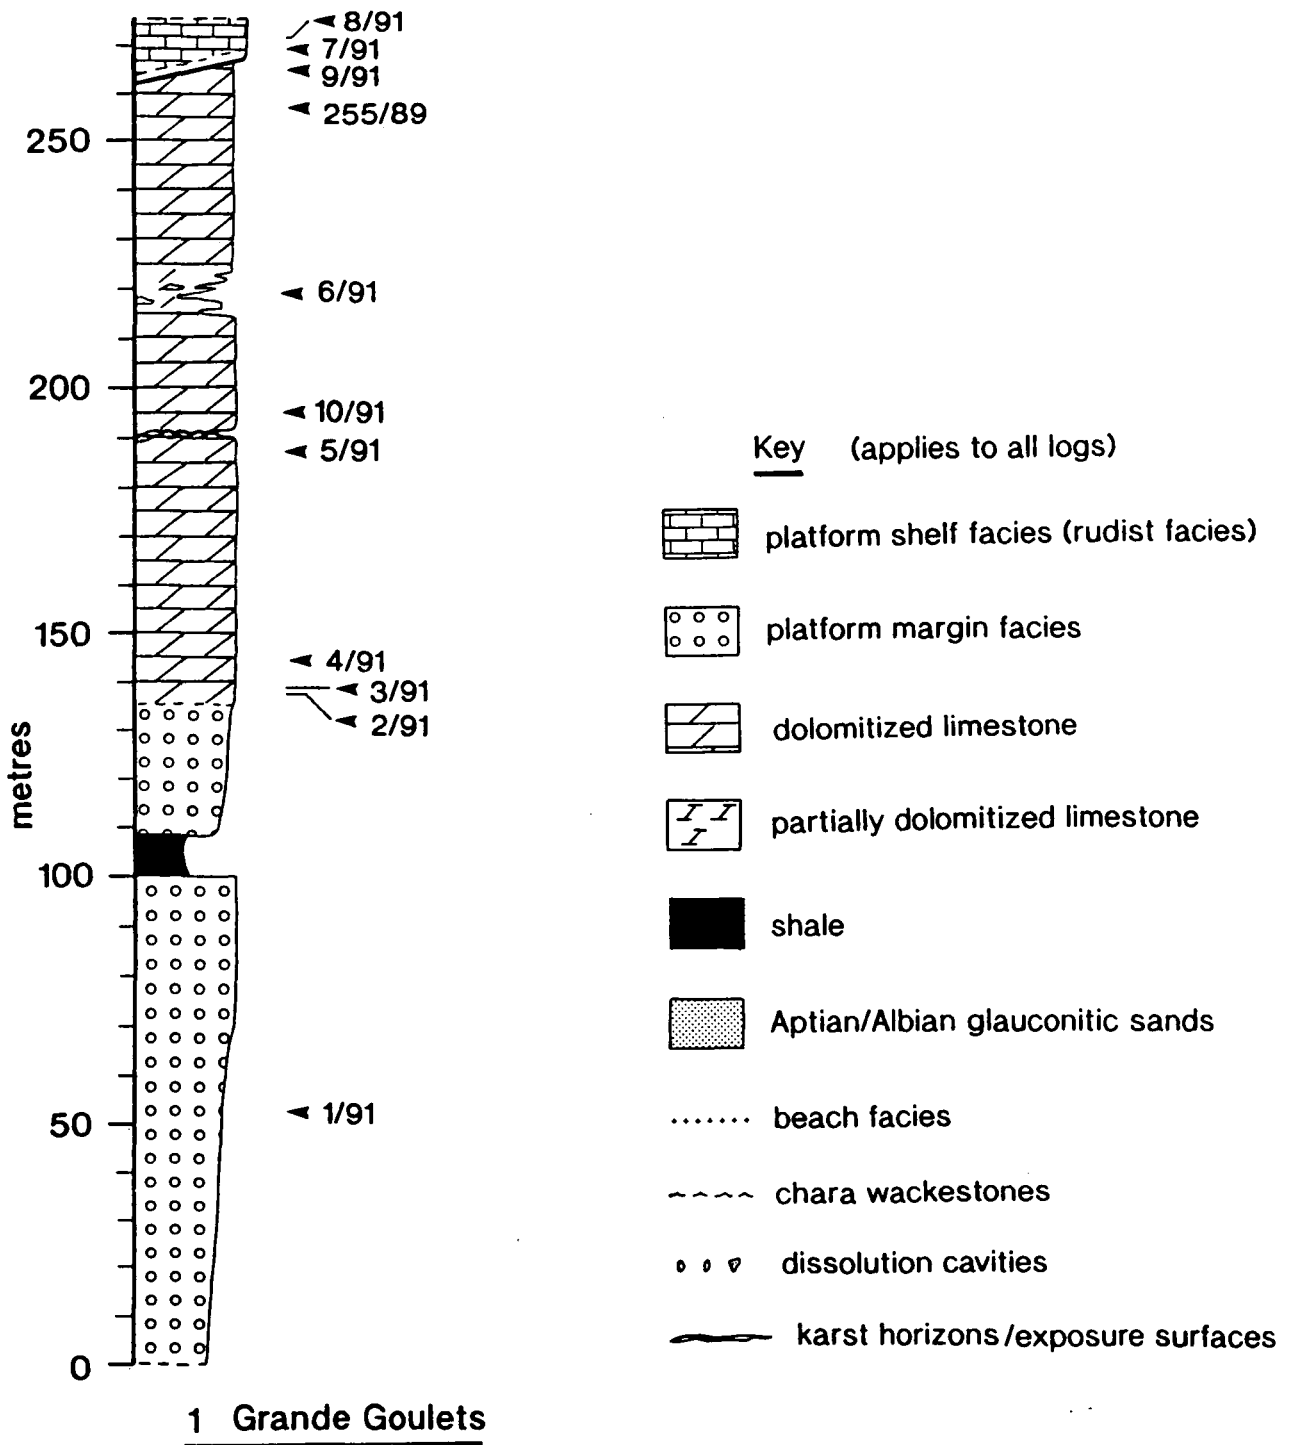 8/91
7/91
9/91
255/89
250
6/91
200
10/91
5/91
150
4/91
3/91
2/91
metres
100
50
1/91
0
1 Grande Goulets
Key (applies to all logs)
platform shelf facies (rudist facies)
platform margin facies
dolomitized limestone
partially dolomitized limestone
shale
Aptian/Albian glauconitic sands
beach facies
chara wackestones
dissolution cavities
karst horizons/exposure surfaces